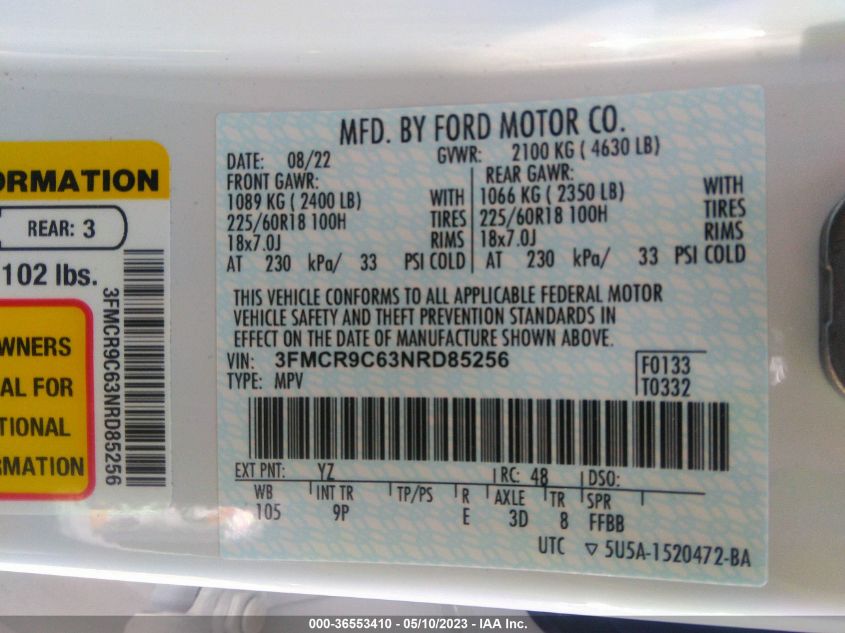 ORMATION
REAR: 3
102 lbs.
3FMCR9C63NRD85256
WNERS
AL FOR
TIONAL
RMATION
MFD. BY FORD MOTOR CO.
DATE: 08/22 GVWR: 2100 KG ( 4630 LB)
FRONT GAWR: REAR GAWR:
1089 KG ( 2400 LB) WITH 1066 KG ( 2350 LB) WITH
225/60R18 100H TIRES 225/60R18 100H TIRES
18x7.0J RIMS 18x7.0J RIMS
AT 230 kPa/ 33 PSI COLD AT 230 kPa/ 33 PSI COLD
THIS VEHICLE CONFORMS TO ALL APPLICABLE FEDERAL MOTOR
VEHICLE SAFETY AND THEFT PREVENTION STANDARDS IN
EFFECT ON THE DATE OF MANUFACTURE SHOWN ABOVE.
VIN: 3FMCR9C63NRD85256 F0133
TYPE: MPV T0332
EXT PNT: YZ RC: 48 DSO:
WB INT TR TP/PS R AXLE TR SPR
105 9P E 3D 8 FFBB
UTC ▽ 5U5A-1520472-BA
000-36553410 - 05/10/2023 - IAA Inc.